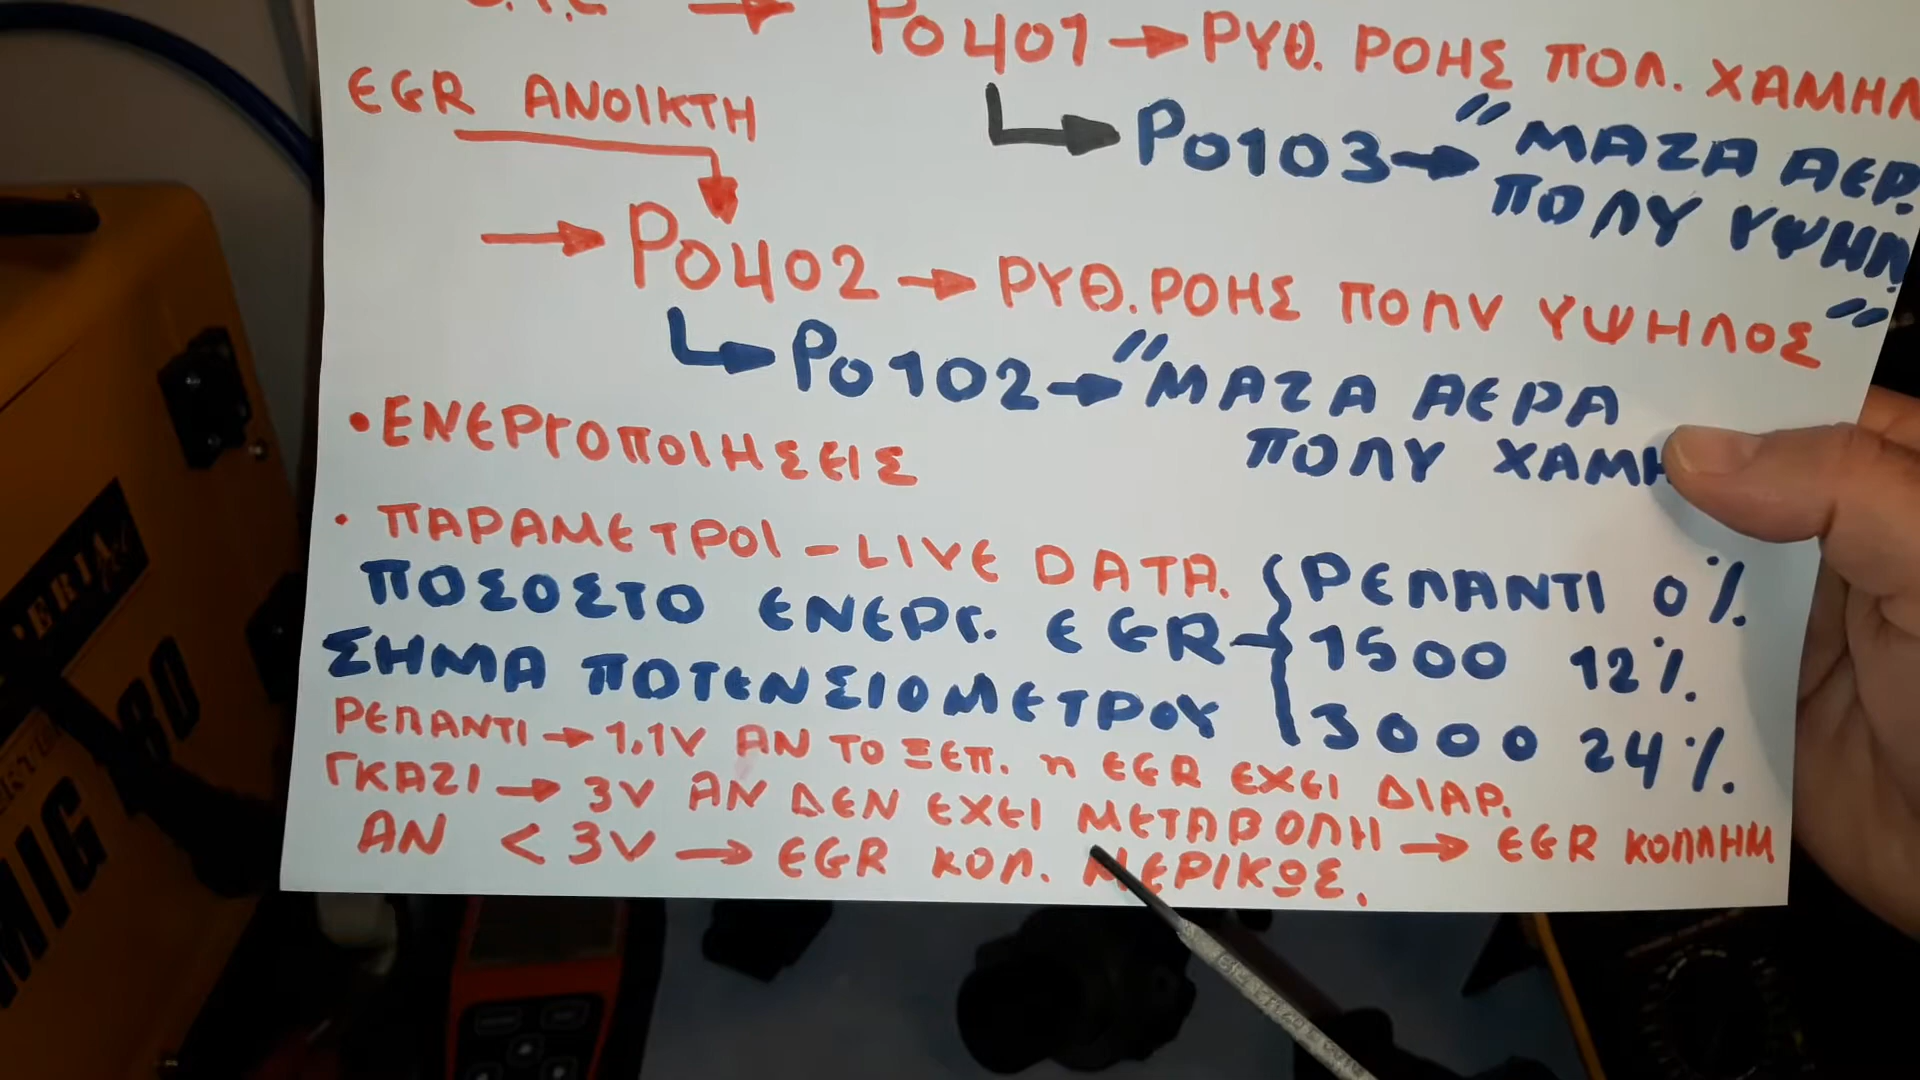 P0401 → ΡΥΘ. ΡΟΗΣ ΠΟΛ. ΧΑΜΗΛ
EGR ΑΝΟΙΚΤΗ
P0103 → "ΜΑΖΑ ΑΕΡ.
ΠΟΛΥ ΥΨΗΛ
→ P0402 → ΡΥΘ. ΡΟΗΣ ΠΟΛΥ ΥΨΗΛΟΣ"
P0102 → "ΜΑΖΑ ΑΕΡΑ
ΠΟΛΥ ΧΑΜΗ
• ΕΝΕΡΓΟΠΟΙΗΣΕΙΣ
• ΠΑΡΑΜΕΤΡΟΙ - LIVE DATA.
ΠΟΣΟΣΤΟ ΕΝΕΡΓ. EGR
ΡΕΛΑΝΤΙ 0%.
1500 12%.
3000 24%.
ΣΗΜΑ ΠΟΤΕΝΣΙΟΜΕΤΡΟΥ
ΡΕΛΑΝΤΙ → 1.1V ΑΝ ΤΟ ΞΕΠ. η EGR ΕΧΕΙ ΔΙΑΡ.
ΓΚΑΖΙ → 3V ΑΝ ΔΕΝ ΕΧΕΙ ΜΕΤΑΒΟΛΗ → EGR ΚΟΛΛΗΜ
ΑΝ < 3V → EGR ΚΟΛ. ΜΕΡΙΚΩΣ.
MIG